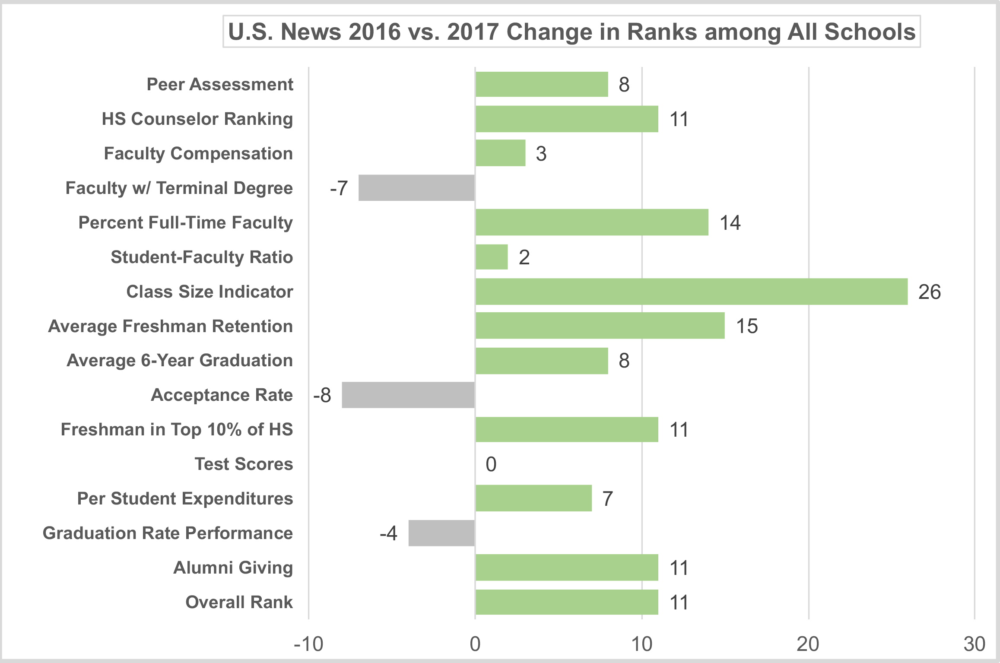 U.S. News 2016 vs. 2017 Change in Ranks among All Schools
Peer Assessment 8
HS Counselor Ranking 11
Faculty Compensation 3
Faculty w/ Terminal Degree -7
Percent Full-Time Faculty 14
Student-Faculty Ratio 2
Class Size Indicator 26
Average Freshman Retention 15
Average 6-Year Graduation 8
Acceptance Rate -8
Freshman in Top 10% of HS 11
Test Scores 0
Per Student Expenditures 7
Graduation Rate Performance -4
Alumni Giving 11
Overall Rank 11
-10 0 10 20 30